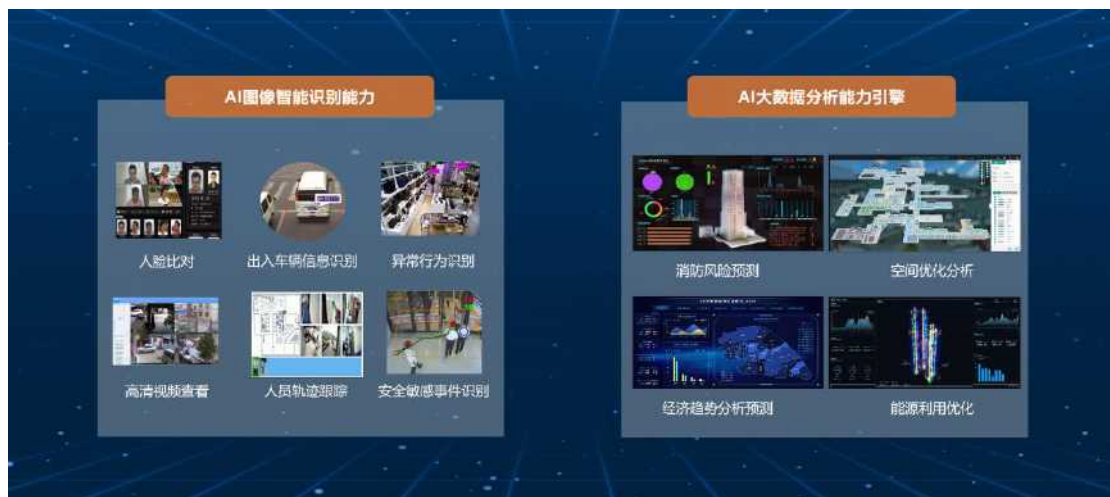 AI图像智能识别能力
人脸比对
出入车辆信息识别
异常行为识别
高清视频查看
人员轨迹跟踪
安全敏感事件识别
AI大数据分析能力引擎
消防风险预测
空间优化分析
经济趋势分析预测
能源利用优化